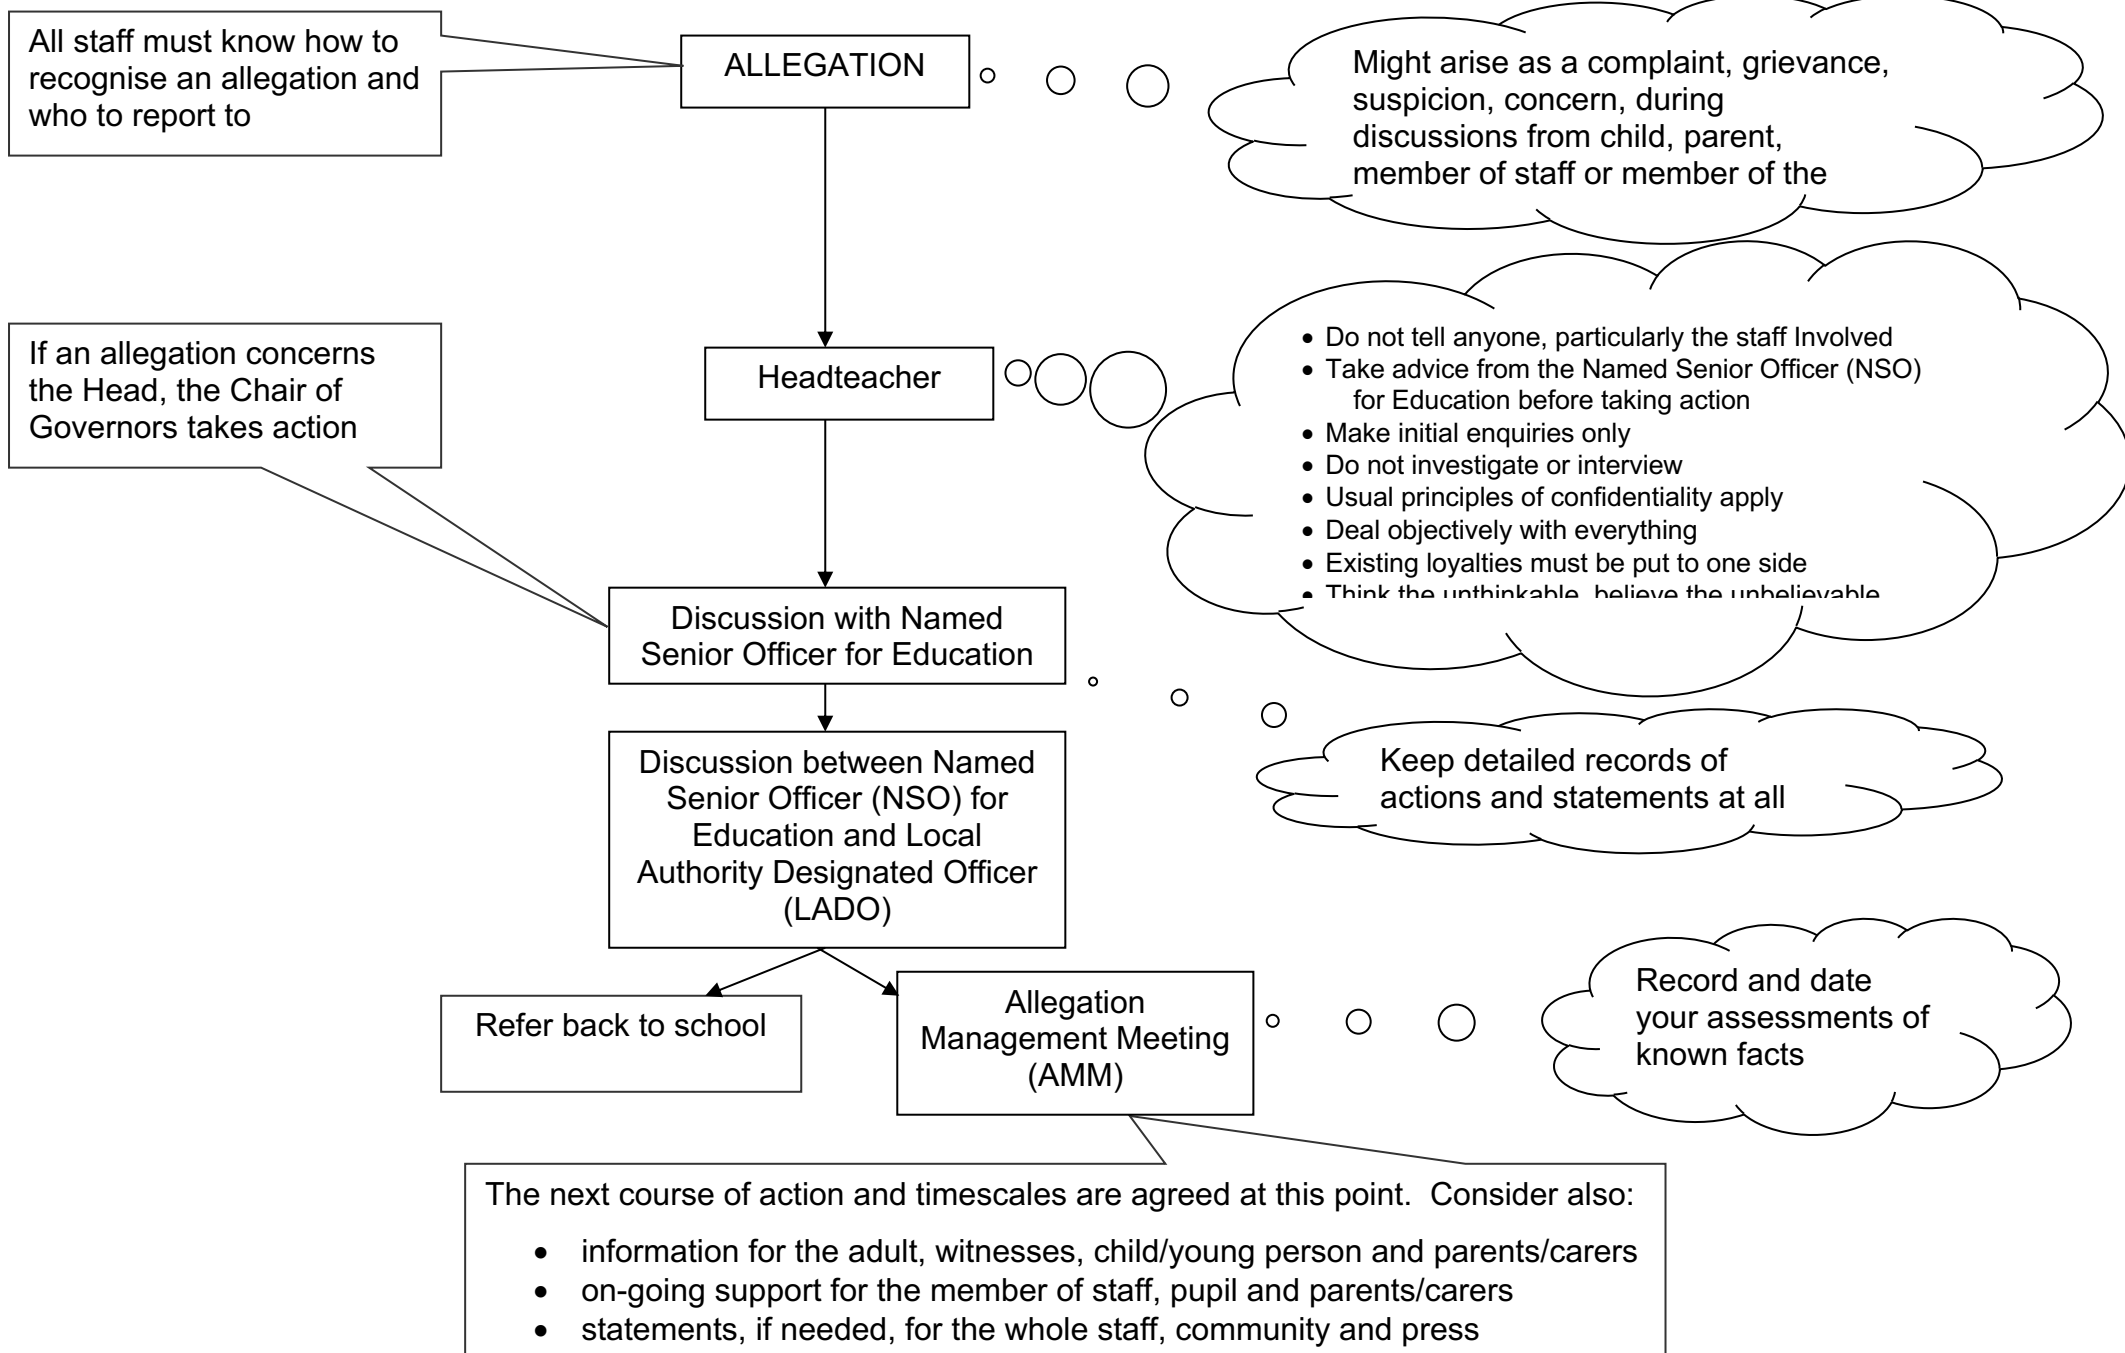 All staff must know how to
recognise an allegation and
who to report to
ALLEGATION
Might arise as a complaint, grievance,
suspicion, concern, during
discussions from child, parent,
member of staff or member of the
If an allegation concerns
the Head, the Chair of
Governors takes action
Headteacher
• Do not tell anyone, particularly the staff Involved
• Take advice from the Named Senior Officer (NSO)
for Education before taking action
• Make initial enquiries only
• Do not investigate or interview
• Usual principles of confidentiality apply
• Deal objectively with everything
• Existing loyalties must be put to one side
• Think the unthinkable, believe the unbelievable
Discussion with Named
Senior Officer for Education
Keep detailed records of
actions and statements at all
Discussion between Named
Senior Officer (NSO) for
Education and Local
Authority Designated Officer
(LADO)
Refer back to school
Allegation
Management Meeting
(AMM)
Record and date
your assessments of
known facts
The next course of action and timescales are agreed at this point.  Consider also:
• information for the adult, witnesses, child/young person and parents/carers
• on-going support for the member of staff, pupil and parents/carers
• statements, if needed, for the whole staff, community and press